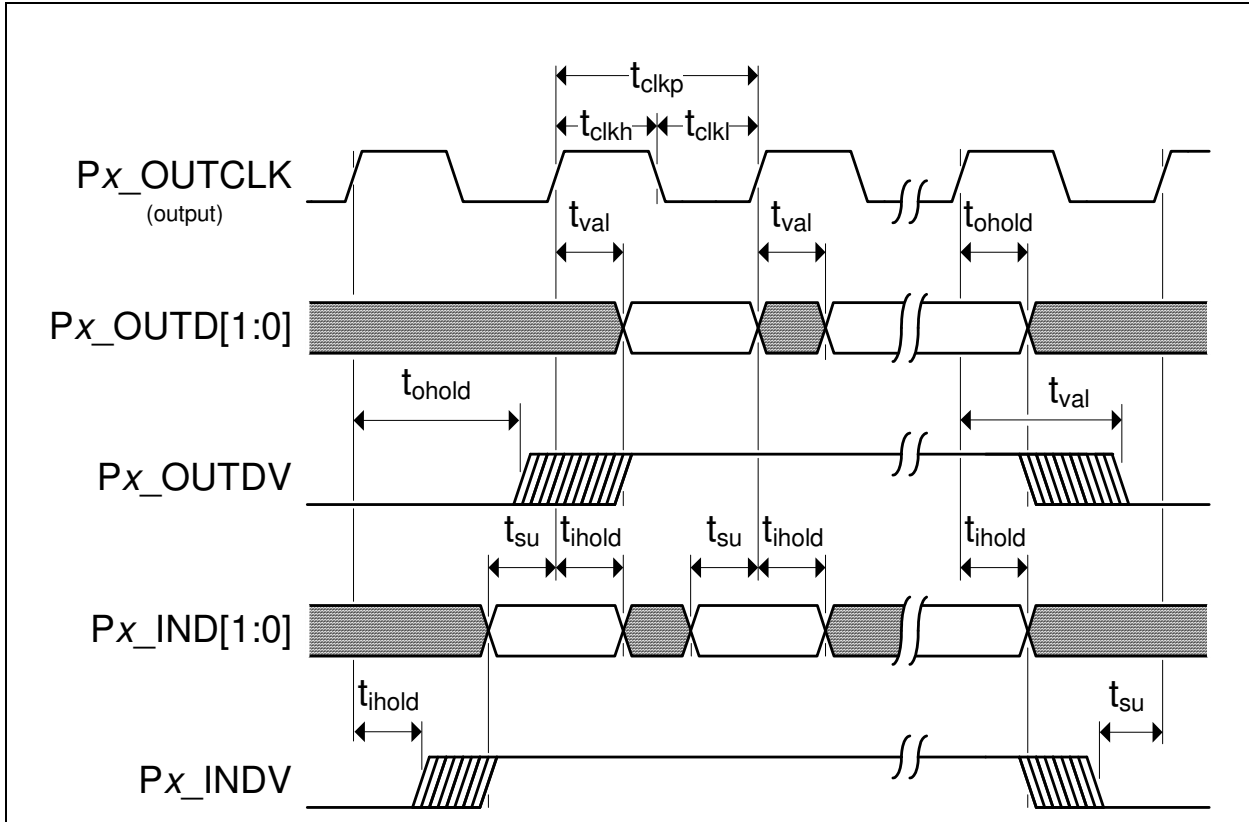 tclkp
tclkh tclkl
Px_OUTCLK
(output)
tval tval tohold
Px_OUTD[1:0]
tohold tval
Px_OUTDV
tsu tihold tsu tihold tihold
Px_IND[1:0]
tihold tsu
Px_INDV